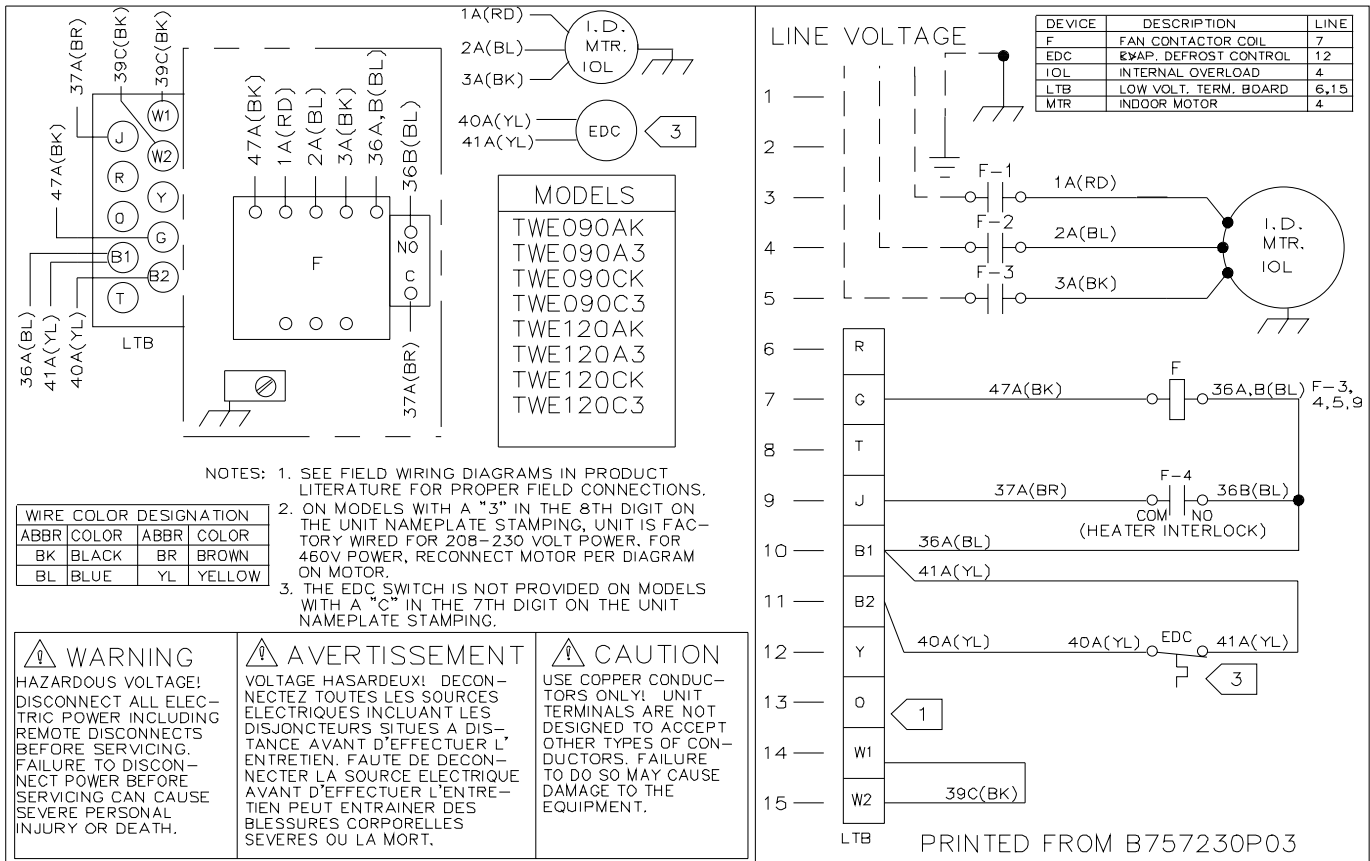 37A(BR)
39C(BK)
39C(BK)
47A(BK)
J
W1
R
W2
O
Y
B1
G
T
B2
LTB
36A(BL)
41A(YL)
40A(YL)
47A(BK)
1A(RD)
2A(BL)
3A(BK)
36A,B(BL)
36B(BL)
F
NO
C
37A(BR)
1A(RD)
2A(BL)
3A(BK)
I.D.
MTR.
IOL
40A(YL)
41A(YL)
EDC
3
MODELS
TWE090AK
TWE090A3
TWE090CK
TWE090C3
TWE120AK
TWE120A3
TWE120CK
TWE120C3
NOTES: 1. SEE FIELD WIRING DIAGRAMS IN PRODUCT
LITERATURE FOR PROPER FIELD CONNECTIONS.
2. ON MODELS WITH A "3" IN THE 8TH DIGIT ON
THE UNIT NAMEPLATE STAMPING, UNIT IS FAC-
TORY WIRED FOR 208-230 VOLT POWER. FOR
460V POWER, RECONNECT MOTOR PER DIAGRAM
ON MOTOR.
3. THE EDC SWITCH IS NOT PROVIDED ON MODELS
WITH A "C" IN THE 7TH DIGIT ON THE UNIT
NAMEPLATE STAMPING.
WIRE COLOR DESIGNATION
ABBR COLOR ABBR COLOR
BK BLACK BR BROWN
BL BLUE YL YELLOW
WARNING
HAZARDOUS VOLTAGE!
DISCONNECT ALL ELEC-
TRIC POWER INCLUDING
REMOTE DISCONNECTS
BEFORE SERVICING.
FAILURE TO DISCON-
NECT POWER BEFORE
SERVICING CAN CAUSE
SEVERE PERSONAL
INJURY OR DEATH.
AVERTISSEMENT
VOLTAGE HASARDEUX! DECON-
NECTEZ TOUTES LES SOURCES
ELECTRIQUES INCLUANT LES
DISJONCTEURS SITUES A DIS-
TANCE AVANT D'EFFECTUER L'
ENTRETIEN. FAUTE DE DECON-
NECTER LA SOURCE ELECTRIQUE
AVANT D'EFFECTUER L'ENTRE-
TIEN PEUT ENTRAINER DES
BLESSURES CORPORELLES
SEVERES OU LA MORT.
CAUTION
USE COPPER CONDUC-
TORS ONLY! UNIT
TERMINALS ARE NOT
DESIGNED TO ACCEPT
OTHER TYPES OF CON-
DUCTORS. FAILURE
TO DO SO MAY CAUSE
DAMAGE TO THE
EQUIPMENT.
LINE VOLTAGE
DEVICE DESCRIPTION LINE
F FAN CONTACTOR COIL 7
EDC EVAP. DEFROST CONTROL 12
IOL INTERNAL OVERLOAD 4
LTB LOW VOLT. TERM. BOARD 6,15
MTR INDOOR MOTOR 4
1
2
3
F-1
1A(RD)
4
F-2
2A(BL)
5
F-3
3A(BK)
I.D.
MTR.
IOL
6 R
7 G 47A(BK) F 36A,B(BL) F-3,
4,5,9
8 T
9 J 37A(BR) F-4 36B(BL)
COM NO
(HEATER INTERLOCK)
10 B1 36A(BL)
41A(YL)
11 B2
12 Y 40A(YL) 40A(YL) EDC 41A(YL)
3
13 O 1
14 W1
15 W2 39C(BK)
LTB
PRINTED FROM B757230P03